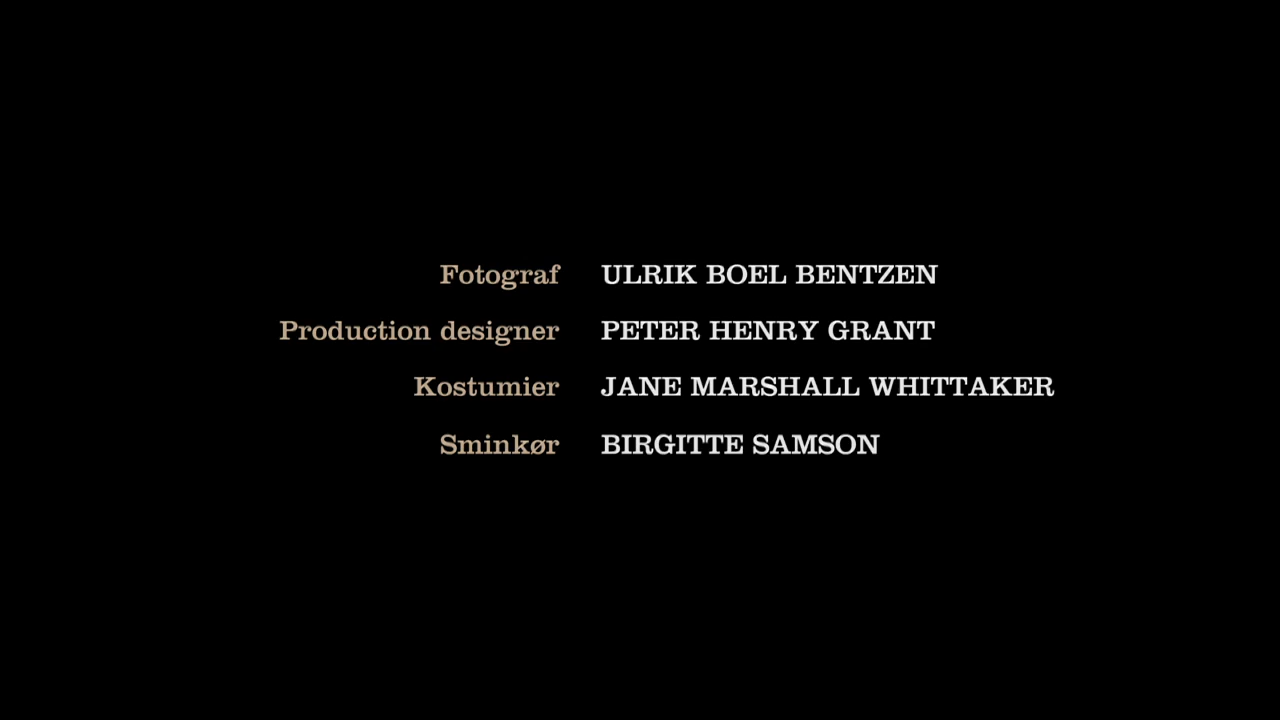 Fotograf ULRIK BOEL BENTZEN
Production designer PETER HENRY GRANT
Kostumier JANE MARSHALL WHITTAKER
Sminkør BIRGITTE SAMSON